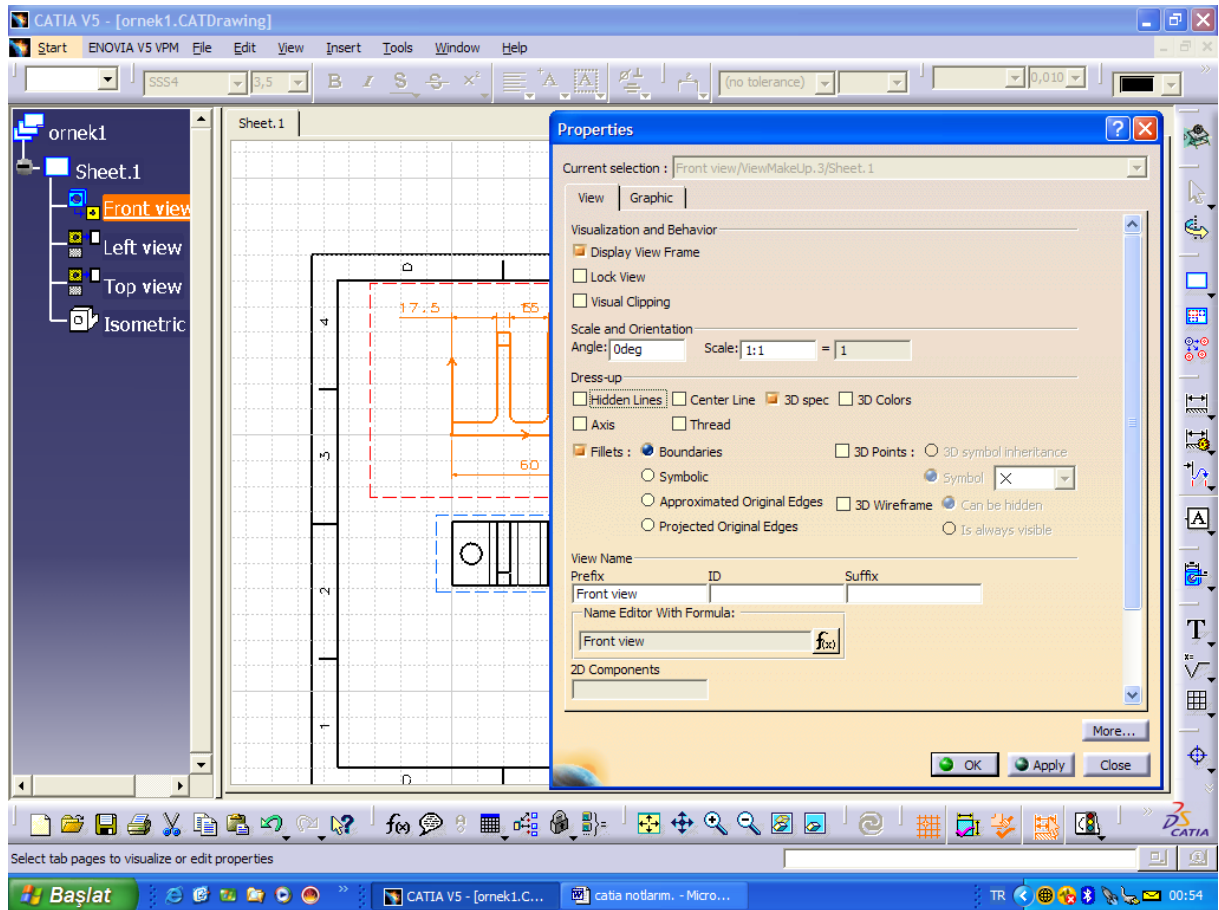 CATIA V5 - [ornek1.CATDrawing]
Start ENOVIA V5 VPM File Edit View Insert Tools Window Help
SSS4 3,5 B I S S x² A A (no tolerance) 0,010
ornek1
Sheet.1
Front view
Left view
Top view
Isometric
Sheet.1
D
4
3
2
1
D
17.5 55
60
Properties
Current selection : Front view/ViewMakeUp.3/Sheet.1
View Graphic
Visualization and Behavior
Display View Frame
Lock View
Visual Clipping
Scale and Orientation
Angle: 0deg Scale: 1:1 = 1
Dress-up
Hidden Lines Center Line 3D spec 3D Colors
Axis Thread
Fillets : Boundaries 3D Points : 3D symbol inheritance
Symbolic Symbol
Approximated Original Edges 3D Wireframe Can be hidden
Projected Original Edges Is always visible
View Name
Prefix ID Suffix
Front view
Name Editor With Formula:
Front view f(x)
2D Components
More...
OK Apply Close
A
T
f(x)
DS CATIA
Select tab pages to visualize or edit properties
Başlat CATIA V5 - [ornek1.C... catia notlarım. - Micro... TR 00:54